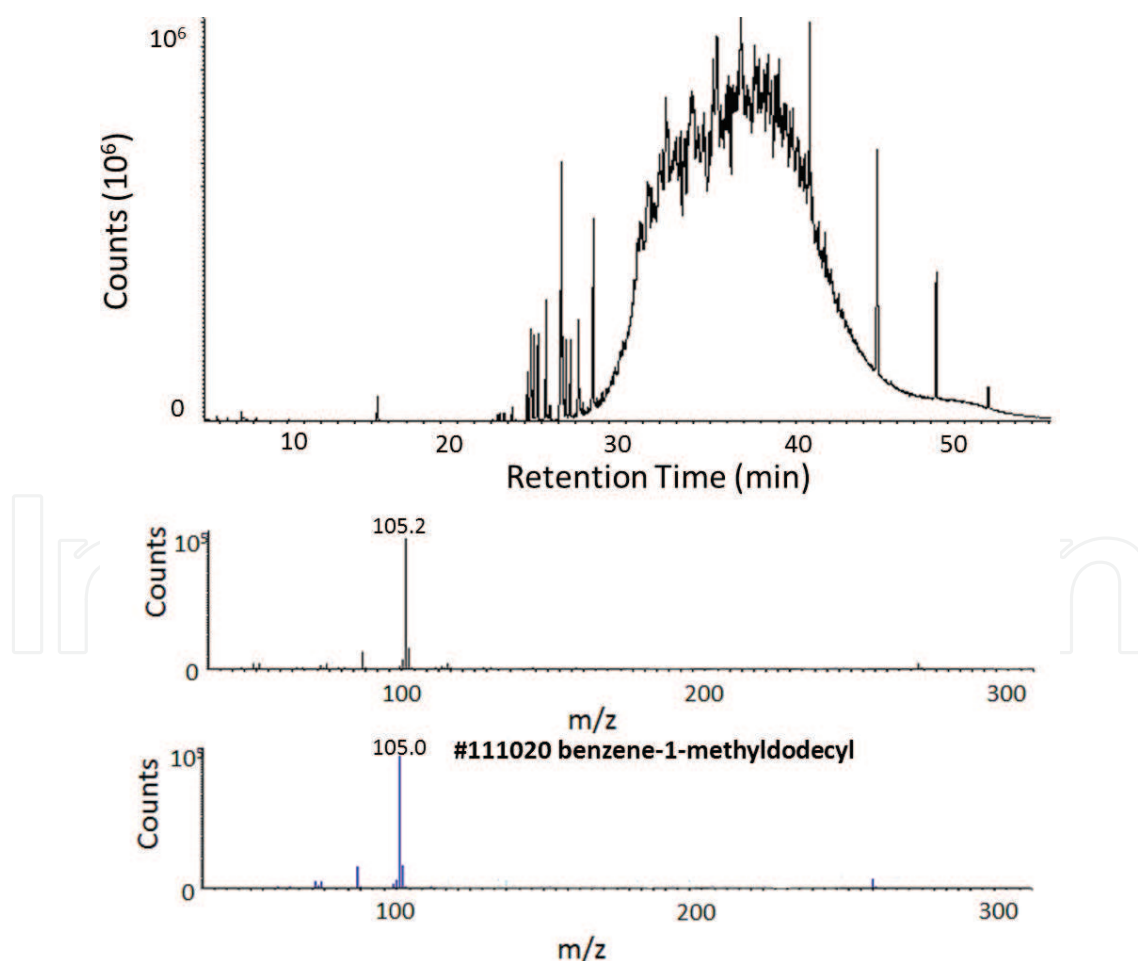 10⁶
Counts (10⁶)
0
10 20 30 40 50
Retention Time (min)
105.2
10⁵
Counts
0
100 200 300
m/z
105.0 #111020 benzene-1-methyldodecyl
10⁵
Counts
0
100 200 300
m/z